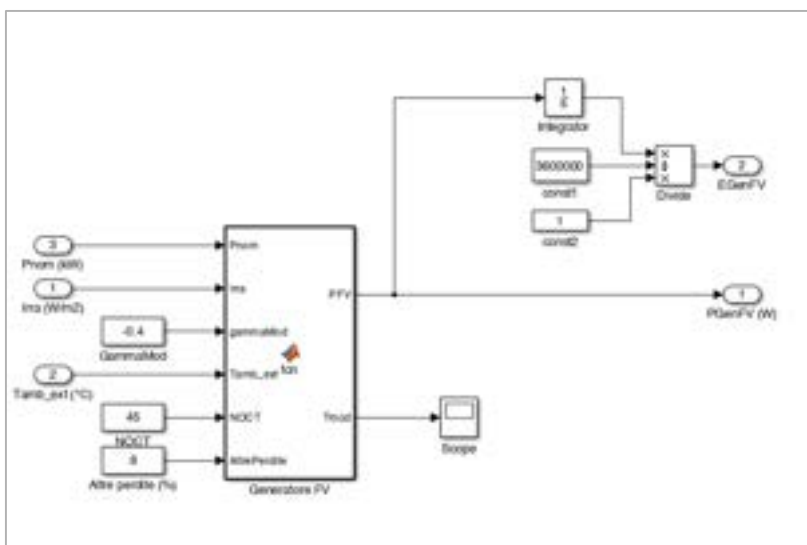 1
s
Integrator
3600000
const1
1
const2
×
÷
×
Divide
2
EGenFV
3
Pnom (kW)
1
Irra (W/m2)
-0.4
GammaMod
2
Tamb_ext (°C)
45
NOCT
8
Altre perdite (%)
Pnom
Irra
gammaMod
Tamb_ext
NOCT
AltrePerdite
fcn
PFV
Tmod
Generatore FV
1
PGenFV (W)
Scope